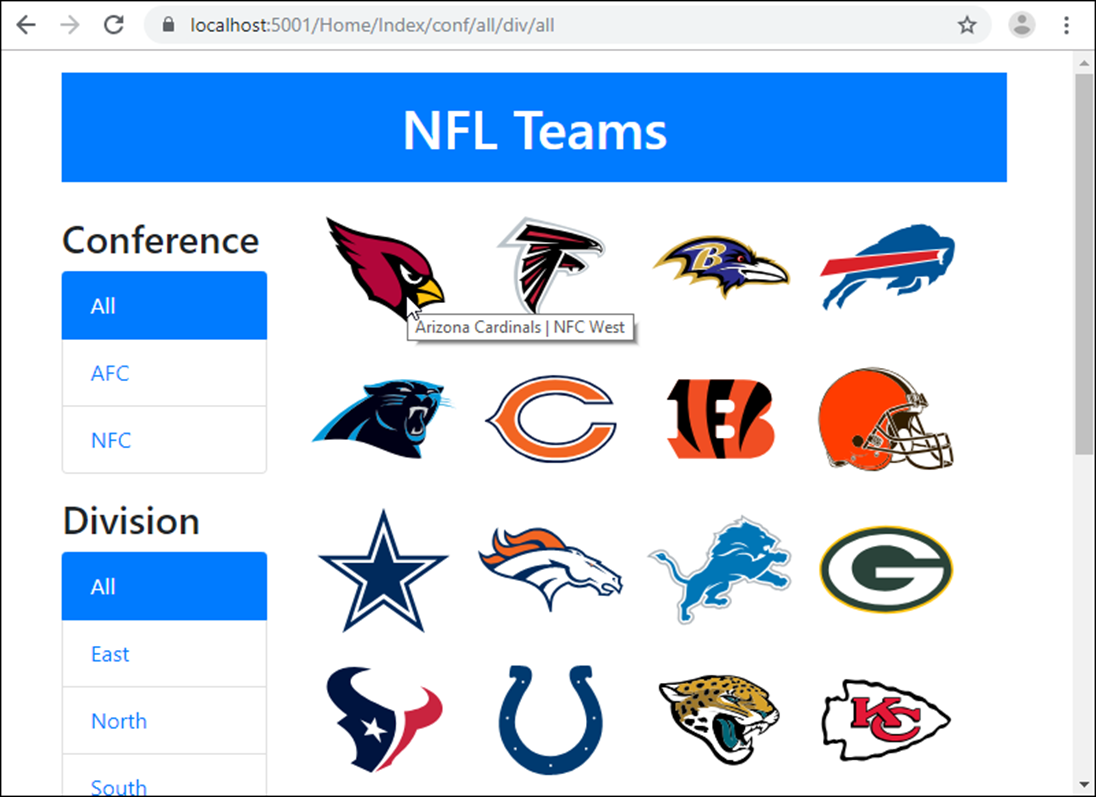 localhost:5001/Home/Index/conf/all/div/all
NFL Teams
Conference
All
AFC
NFC
Division
All
East
North
South
Arizona Cardinals | NFC West
B
B
G
KC